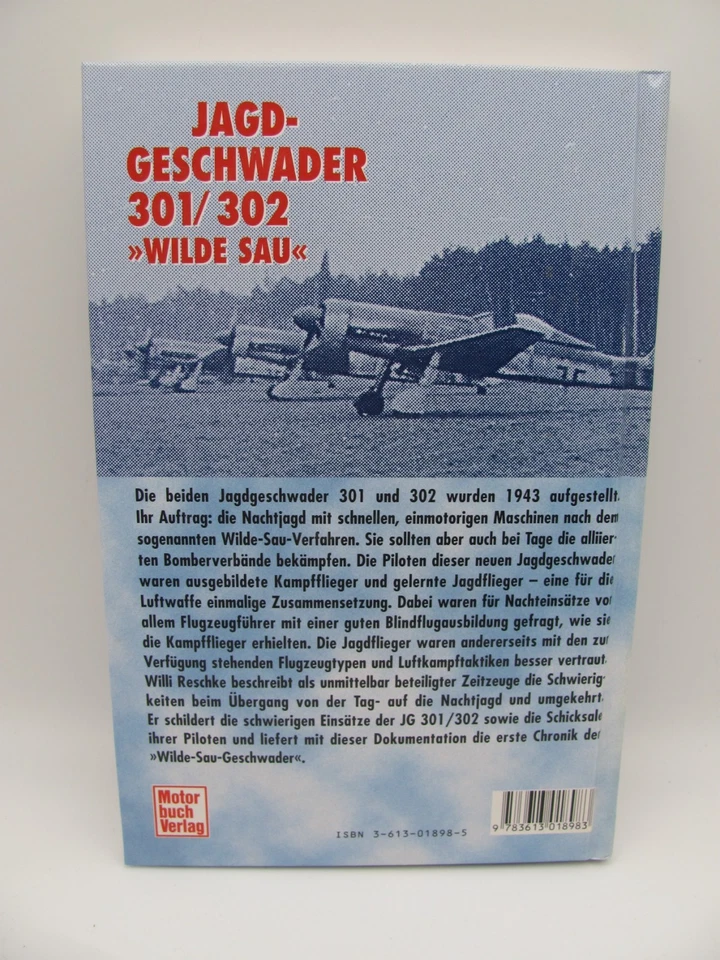 JAGD-
GESCHWADER
301/302
»WILDE SAU«
Die beiden Jagdgeschwader 301 und 302 wurden 1943 aufgestellt.
Ihr Auftrag: die Nachtjagd mit schnellen, einmotorigen Maschinen nach dem
sogenannten Wilde-Sau-Verfahren. Sie sollten aber auch bei Tage die alliier-
ten Bomberverbände bekämpfen. Die Piloten dieser neuen Jagdgeschwader
waren ausgebildete Kampfflieger und gelernte Jagdflieger – eine für die
Luftwaffe einmalige Zusammensetzung. Dabei waren für Nachteinsätze vor
allem Flugzeugführer mit einer guten Blindflugausbildung gefragt, wie sie
die Kampfflieger erhielten. Die Jagdflieger waren andererseits mit den zur
Verfügung stehenden Flugzeugtypen und Luftkampftaktiken besser vertraut.
Willi Reschke beschreibt als unmittelbar beteiligter Zeitzeuge die Schwierig-
keiten beim Übergang von der Tag- auf die Nachtjagd und umgekehrt.
Er schildert die schwierigen Einsätze der JG 301/302 sowie die Schicksale
ihrer Piloten und liefert mit dieser Dokumentation die erste Chronik der
»Wilde-Sau-Geschwader«.
Motor
buch
Verlag
ISBN 3-613-01898-5
9 783613 018983